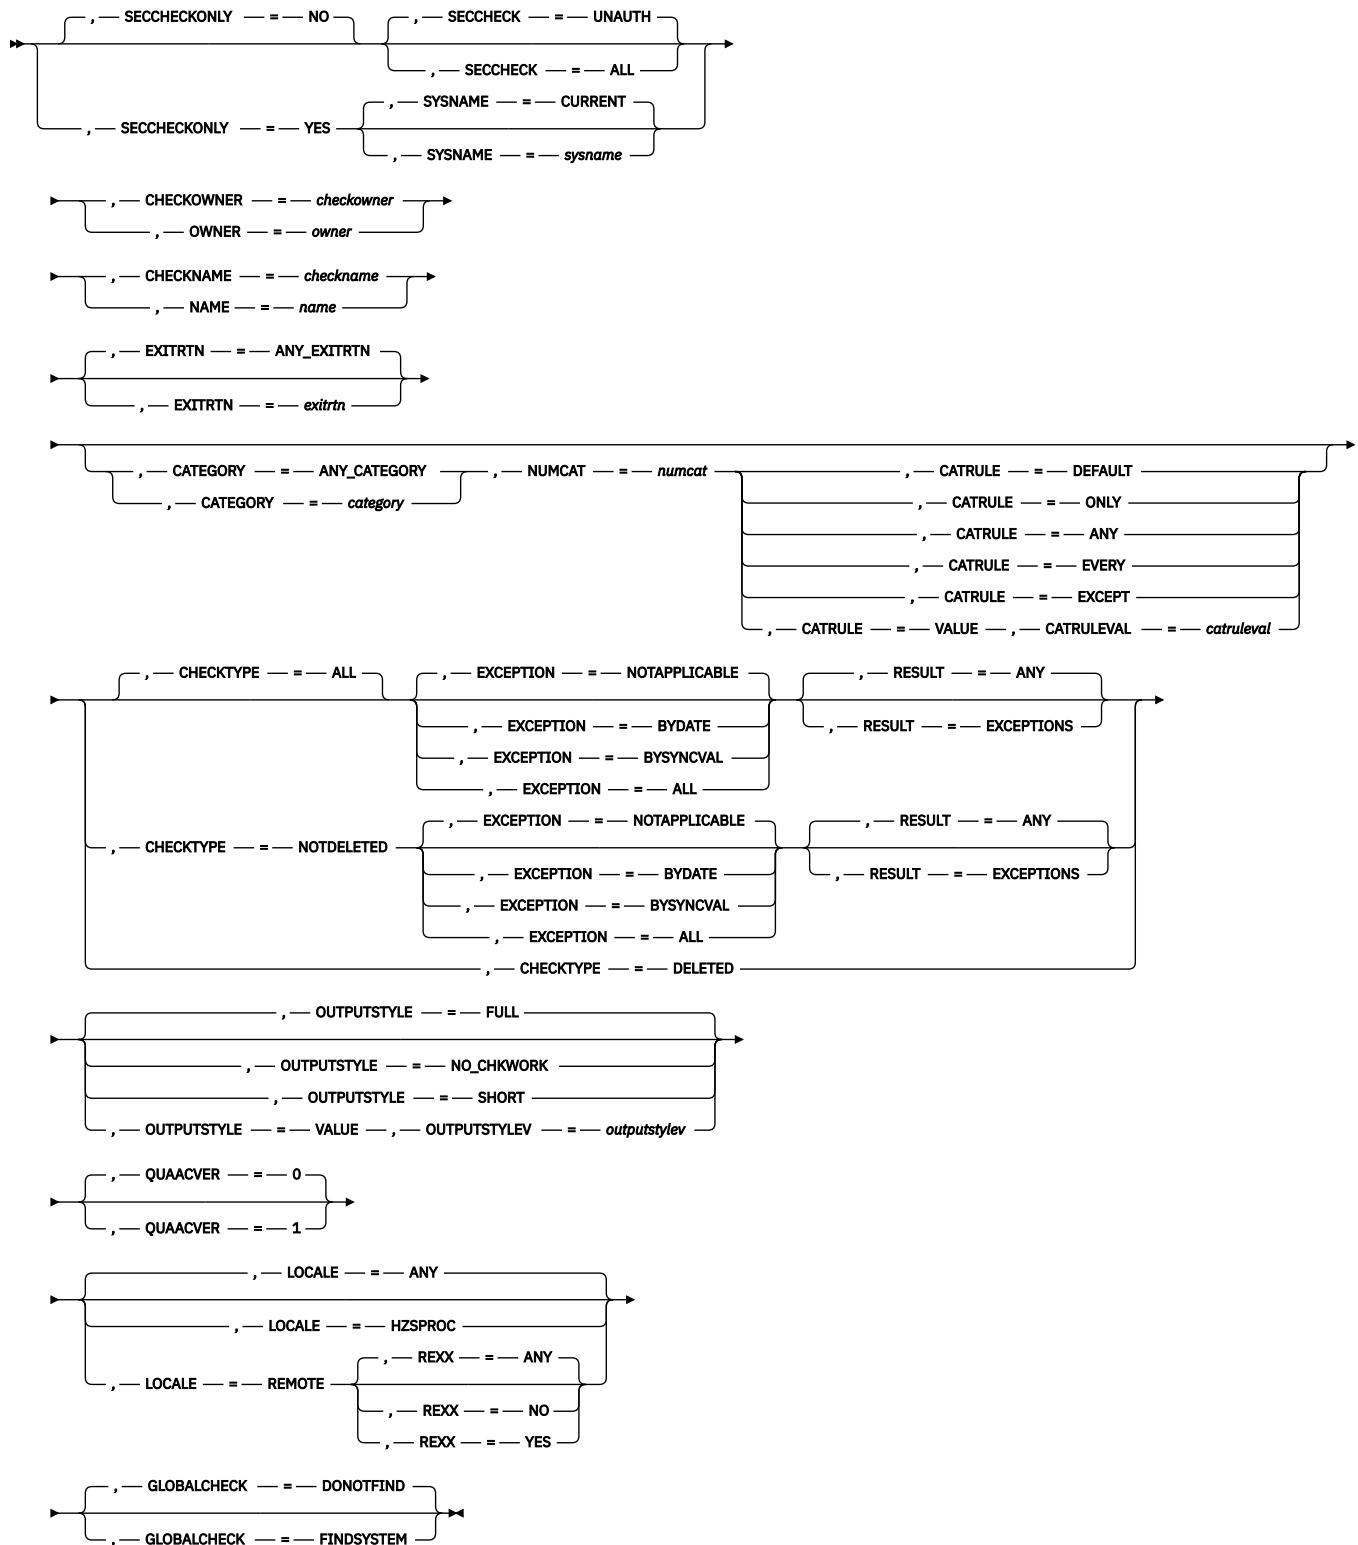 , SECCHECKONLY = NO , SECCHECK = UNAUTH
, SECCHECK = ALL
, SYSNAME = CURRENT
, SECCHECKONLY = YES
, SYSNAME = sysname
, CHECKOWNER = checkowner
, OWNER = owner
, CHECKNAME = checkname
, NAME = name
, EXITRTN = ANY_EXITRTN
, EXITRTN = exitrtn
, CATEGORY = ANY_CATEGORY , NUMCAT = numcat , CATRULE = DEFAULT
, CATEGORY = category , CATRULE = ONLY
, CATRULE = ANY
, CATRULE = EVERY
, CATRULE = EXCEPT
, CATRULE = VALUE , CATRULEVAL = catruleval
, CHECKTYPE = ALL , EXCEPTION = NOTAPPLICABLE , RESULT = ANY
, EXCEPTION = BYDATE , RESULT = EXCEPTIONS
, EXCEPTION = BYSYNCVAL
, EXCEPTION = ALL
, EXCEPTION = NOTAPPLICABLE , RESULT = ANY
, CHECKTYPE = NOTDELETED
, EXCEPTION = BYDATE , RESULT = EXCEPTIONS
, EXCEPTION = BYSYNCVAL
, EXCEPTION = ALL
, CHECKTYPE = DELETED
, OUTPUTSTYLE = FULL
, OUTPUTSTYLE = NO_CHKWORK
, OUTPUTSTYLE = SHORT
, OUTPUTSTYLE = VALUE , OUTPUTSTYLEV = outputstylev
, QUAACVER = 0
, QUAACVER = 1
, LOCALE = ANY
, LOCALE = HZSPROC
, REXX = ANY
, LOCALE = REMOTE
, REXX = NO
, REXX = YES
, GLOBALCHECK = DONOTFIND
, GLOBALCHECK = FINDSYSTEM